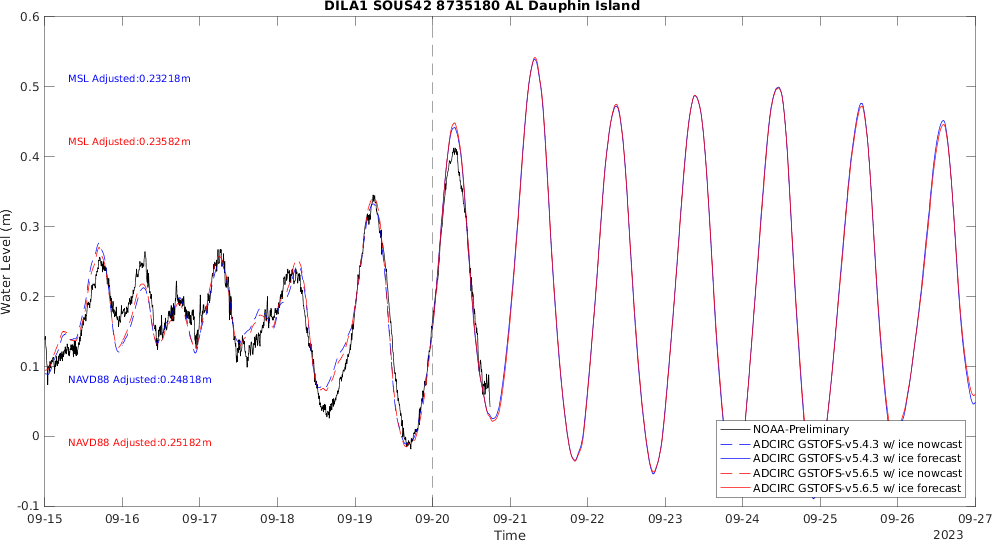 DILA1 SOUS42 8735180 AL Dauphin Island
0.6
0.5
0.4
0.3
0.2
0.1
0
-0.1
Water Level (m)
MSL Adjusted:0.23218m
MSL Adjusted:0.23582m
NAVD88 Adjusted:0.24818m
NAVD88 Adjusted:0.25182m
NOAA-Preliminary
ADCIRC GSTOFS-v5.4.3 w/ ice nowcast
ADCIRC GSTOFS-v5.4.3 w/ ice forecast
ADCIRC GSTOFS-v5.6.5 w/ ice nowcast
ADCIRC GSTOFS-v5.6.5 w/ ice forecast
09-15 09-16 09-17 09-18 09-19 09-20 09-21 09-22 09-23 09-24 09-25 09-26 09-27
Time
2023